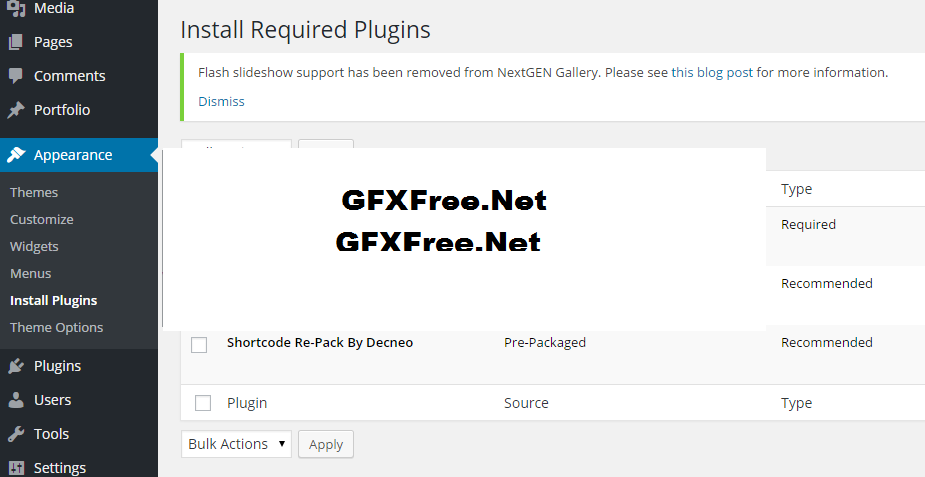 Media
Pages
Comments
Portfolio
Appearance
Themes
Customize
Widgets
Menus
Install Plugins
Theme Options
Plugins
Users
Tools
Settings
Install Required Plugins
Flash slideshow support has been removed from NextGEN Gallery. Please see this blog post for more information.
Dismiss
GFXFree.Net
GFXFree.Net
Type
Required
Recommended
Shortcode Re-Pack By Decneo Pre-Packaged Recommended
Plugin Source Type
Bulk Actions Apply